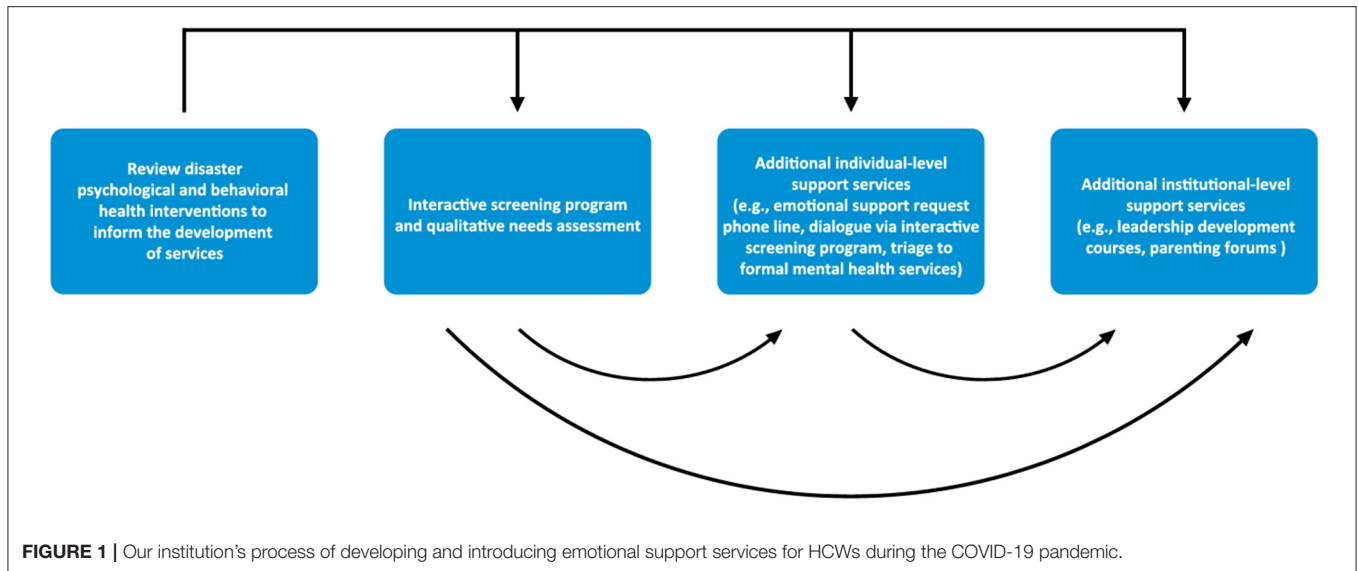 Review disaster
psychological and behavioral
health interventions to
inform the development
of services
Interactive screening program
and qualitative needs assessment
Additional individual-level
support services
(e.g., emotional support request
phone line, dialogue via interactive
screening program, triage to
formal mental health services)
Additional institutional-level
support services
(e.g., leadership development
courses, parenting forums )
FIGURE 1 | Our institution's process of developing and introducing emotional support services for HCWs during the COVID-19 pandemic.